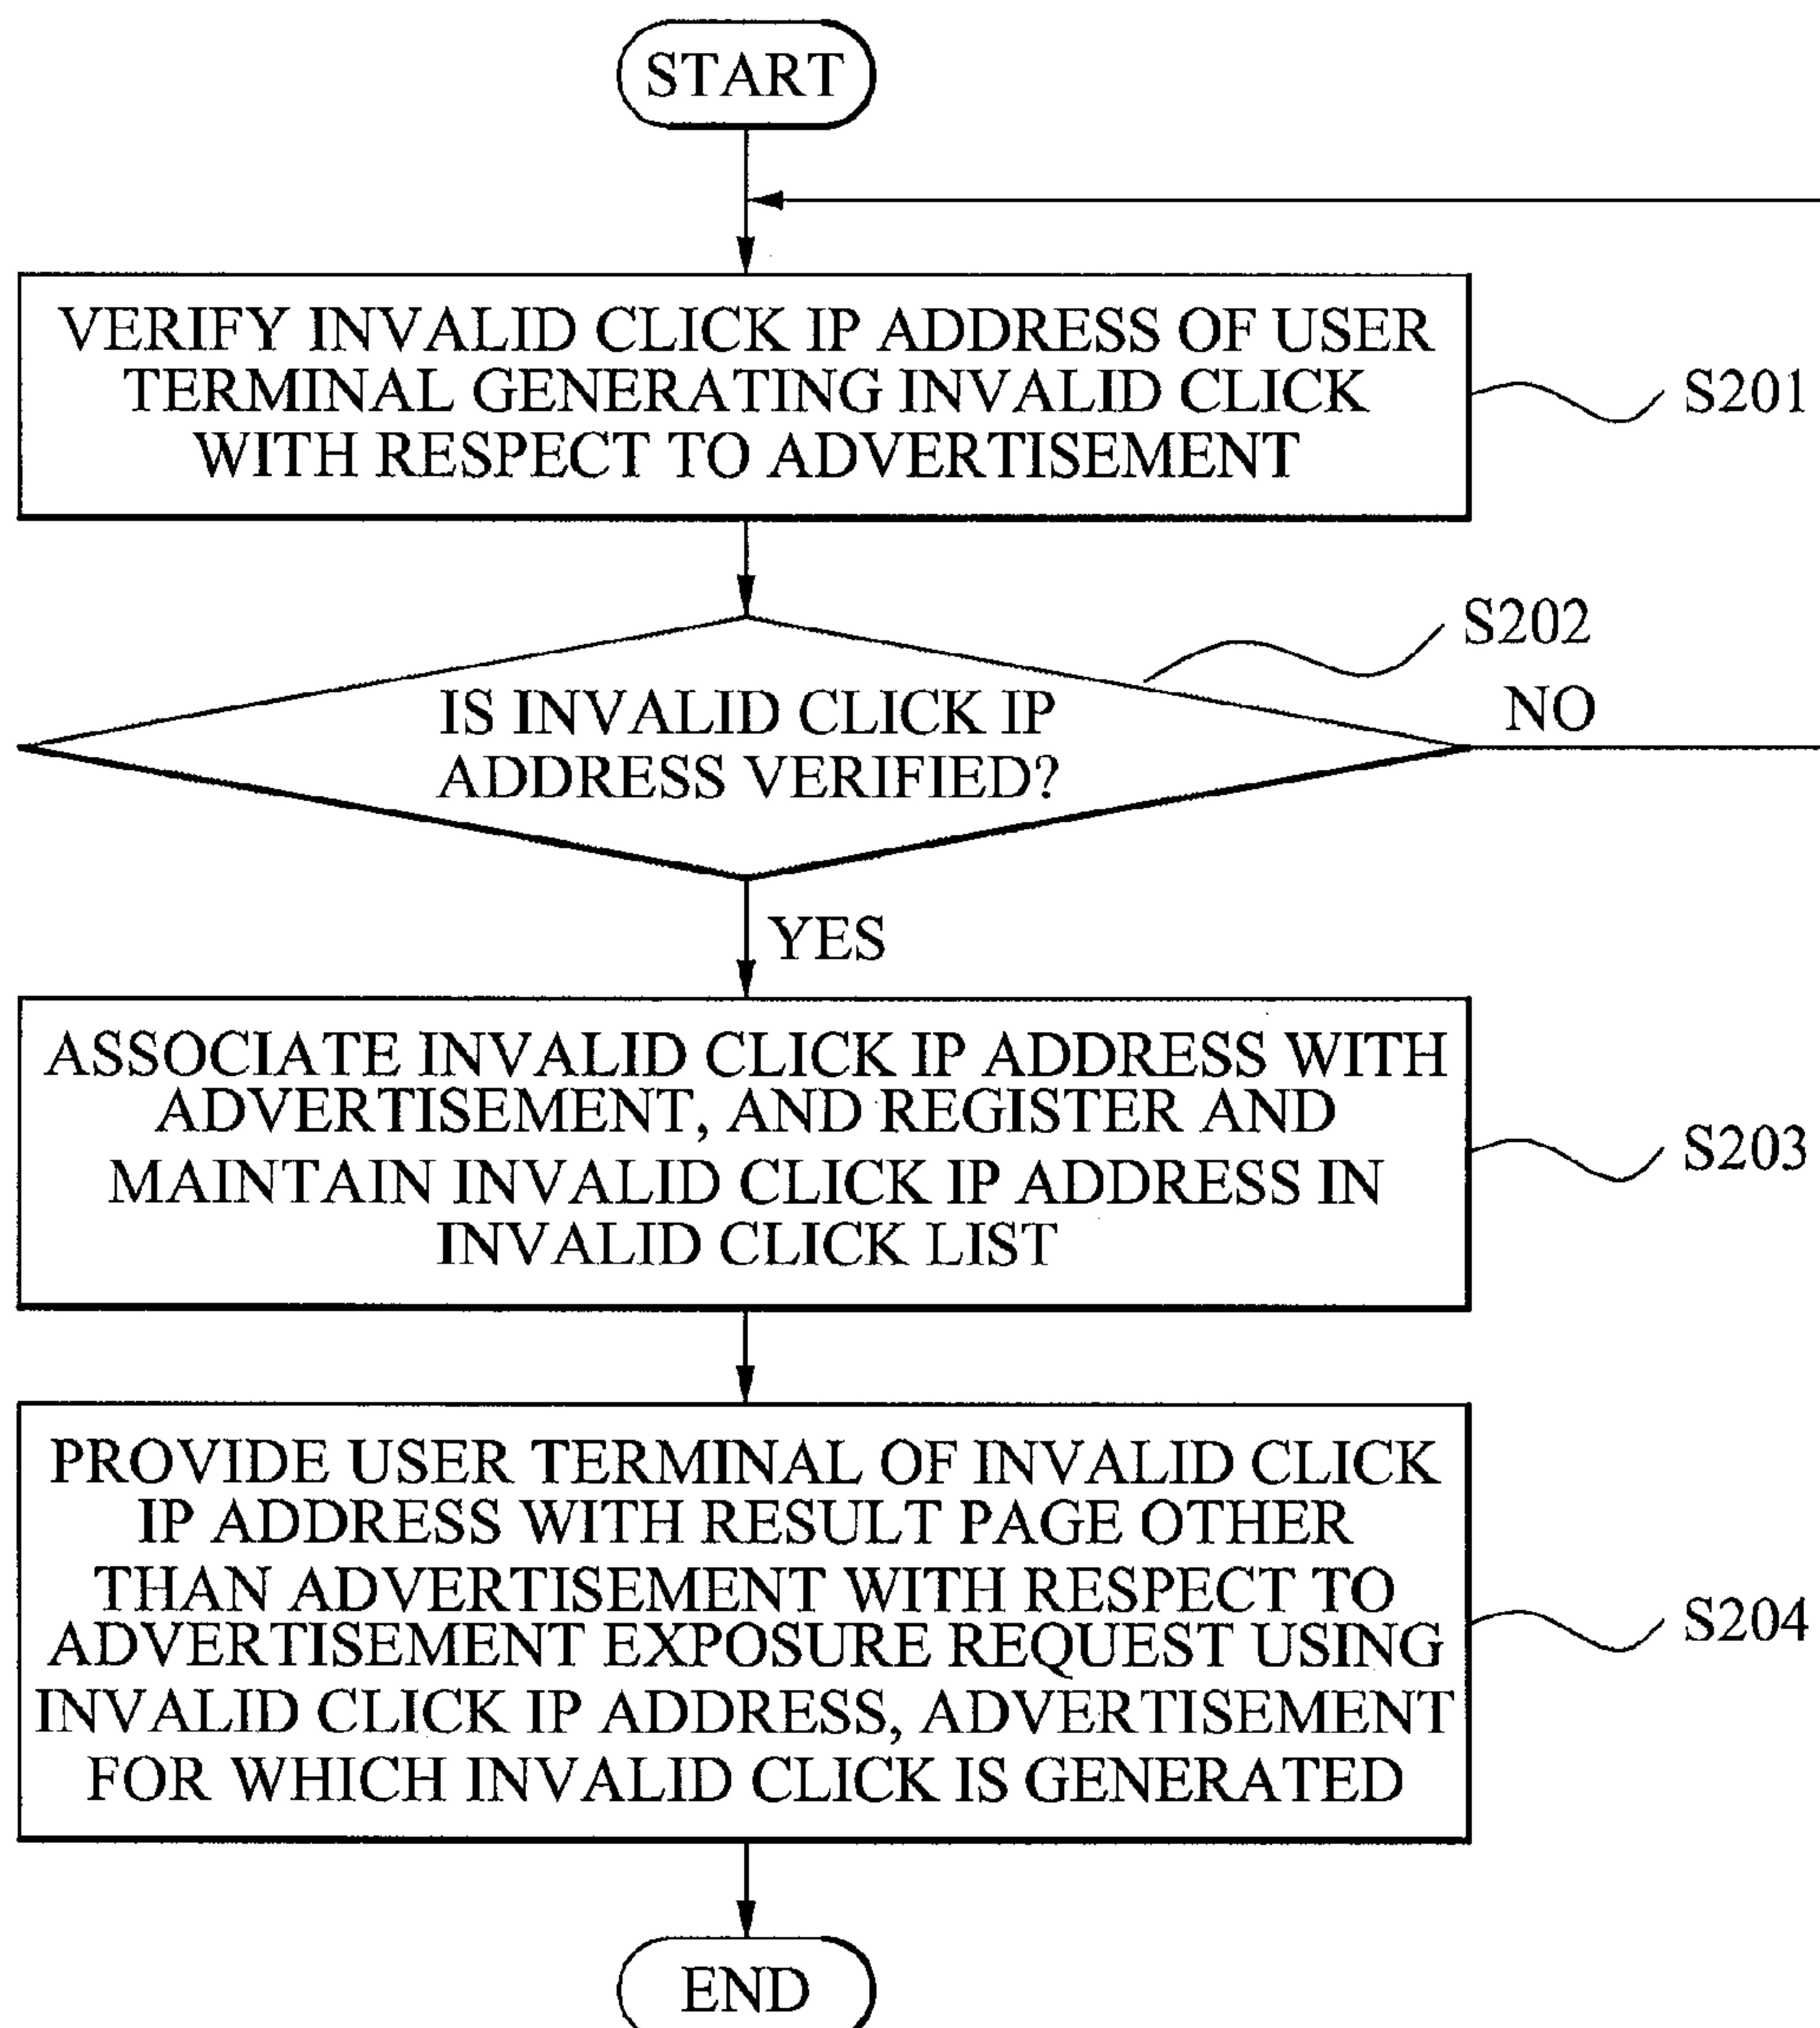 START
VERIFY INVALID CLICK IP ADDRESS OF USER
TERMINAL GENERATING INVALID CLICK
WITH RESPECT TO ADVERTISEMENT
S201
S202
IS INVALID CLICK IP
ADDRESS VERIFIED?
NO
YES
ASSOCIATE INVALID CLICK IP ADDRESS WITH
ADVERTISEMENT, AND REGISTER AND
MAINTAIN INVALID CLICK IP ADDRESS IN
INVALID CLICK LIST
S203
PROVIDE USER TERMINAL OF INVALID CLICK
IP ADDRESS WITH RESULT PAGE OTHER
THAN ADVERTISEMENT WITH RESPECT TO
ADVERTISEMENT EXPOSURE REQUEST USING
INVALID CLICK IP ADDRESS, ADVERTISEMENT
FOR WHICH INVALID CLICK IS GENERATED
S204
END